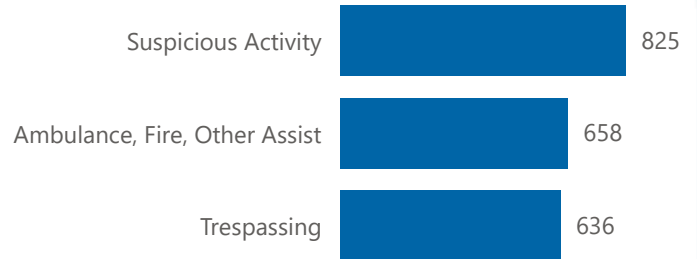 Suspicious Activity 825
Ambulance, Fire, Other Assist 658
Trespassing 636